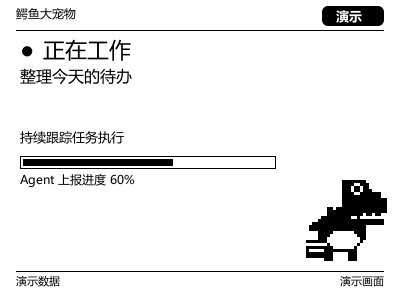 鳄鱼大宠物
演示
● 正在工作
整理今天的待办
持续跟踪任务执行
Agent 上报进度 60%
演示数据
演示画面